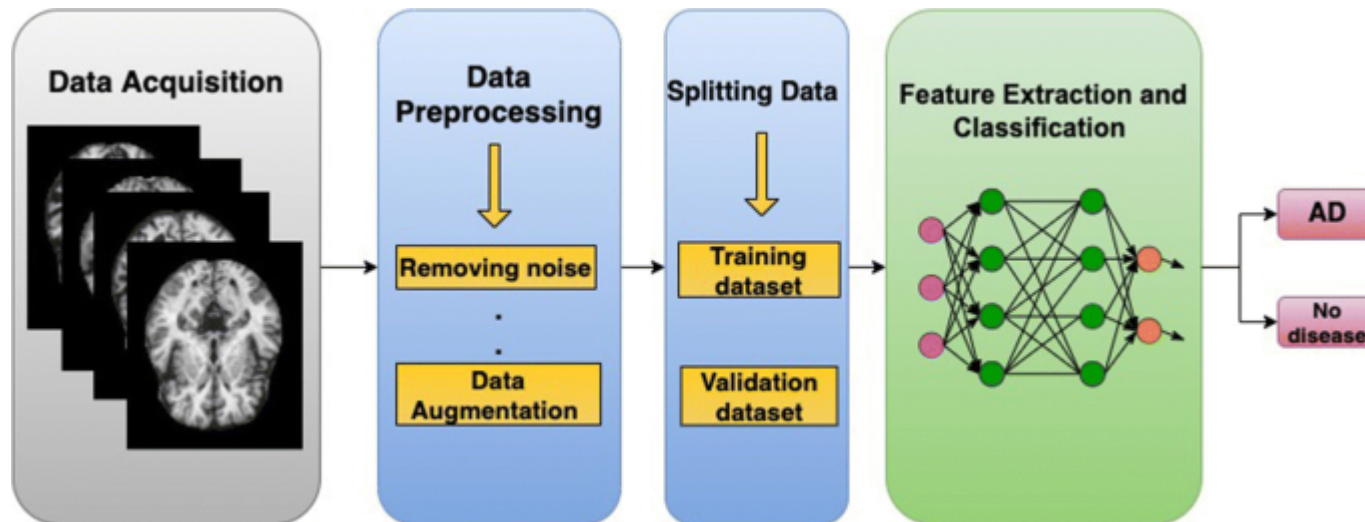 Data Acquisition
Data
Preprocessing
Removing noise
.
.
Data
Augmentation
Splitting Data
Training
dataset
Validation
dataset
Feature Extraction and
Classification
AD
No
disease